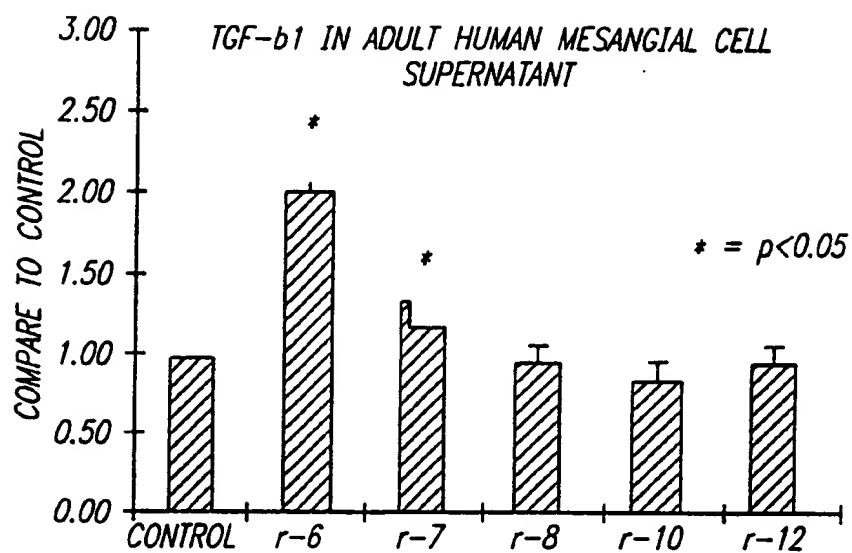 TGF-b1 IN ADULT HUMAN MESANGIAL CELL
SUPERNATANT
COMPARE TO CONTROL
3.00
2.50
2.00
1.50
1.00
0.50
0.00
*
*
* = p<0.05
CONTROL r-6 r-7 r-8 r-10 r-12